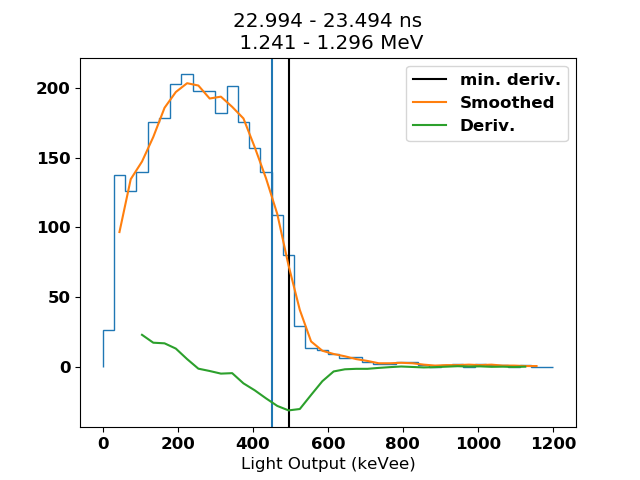 22.994 - 23.494 ns
1.241 - 1.296 MeV
min. deriv.
Smoothed
Deriv.
200
150
100
50
0
0 200 400 600 800 1000 1200
Light Output (keVee)